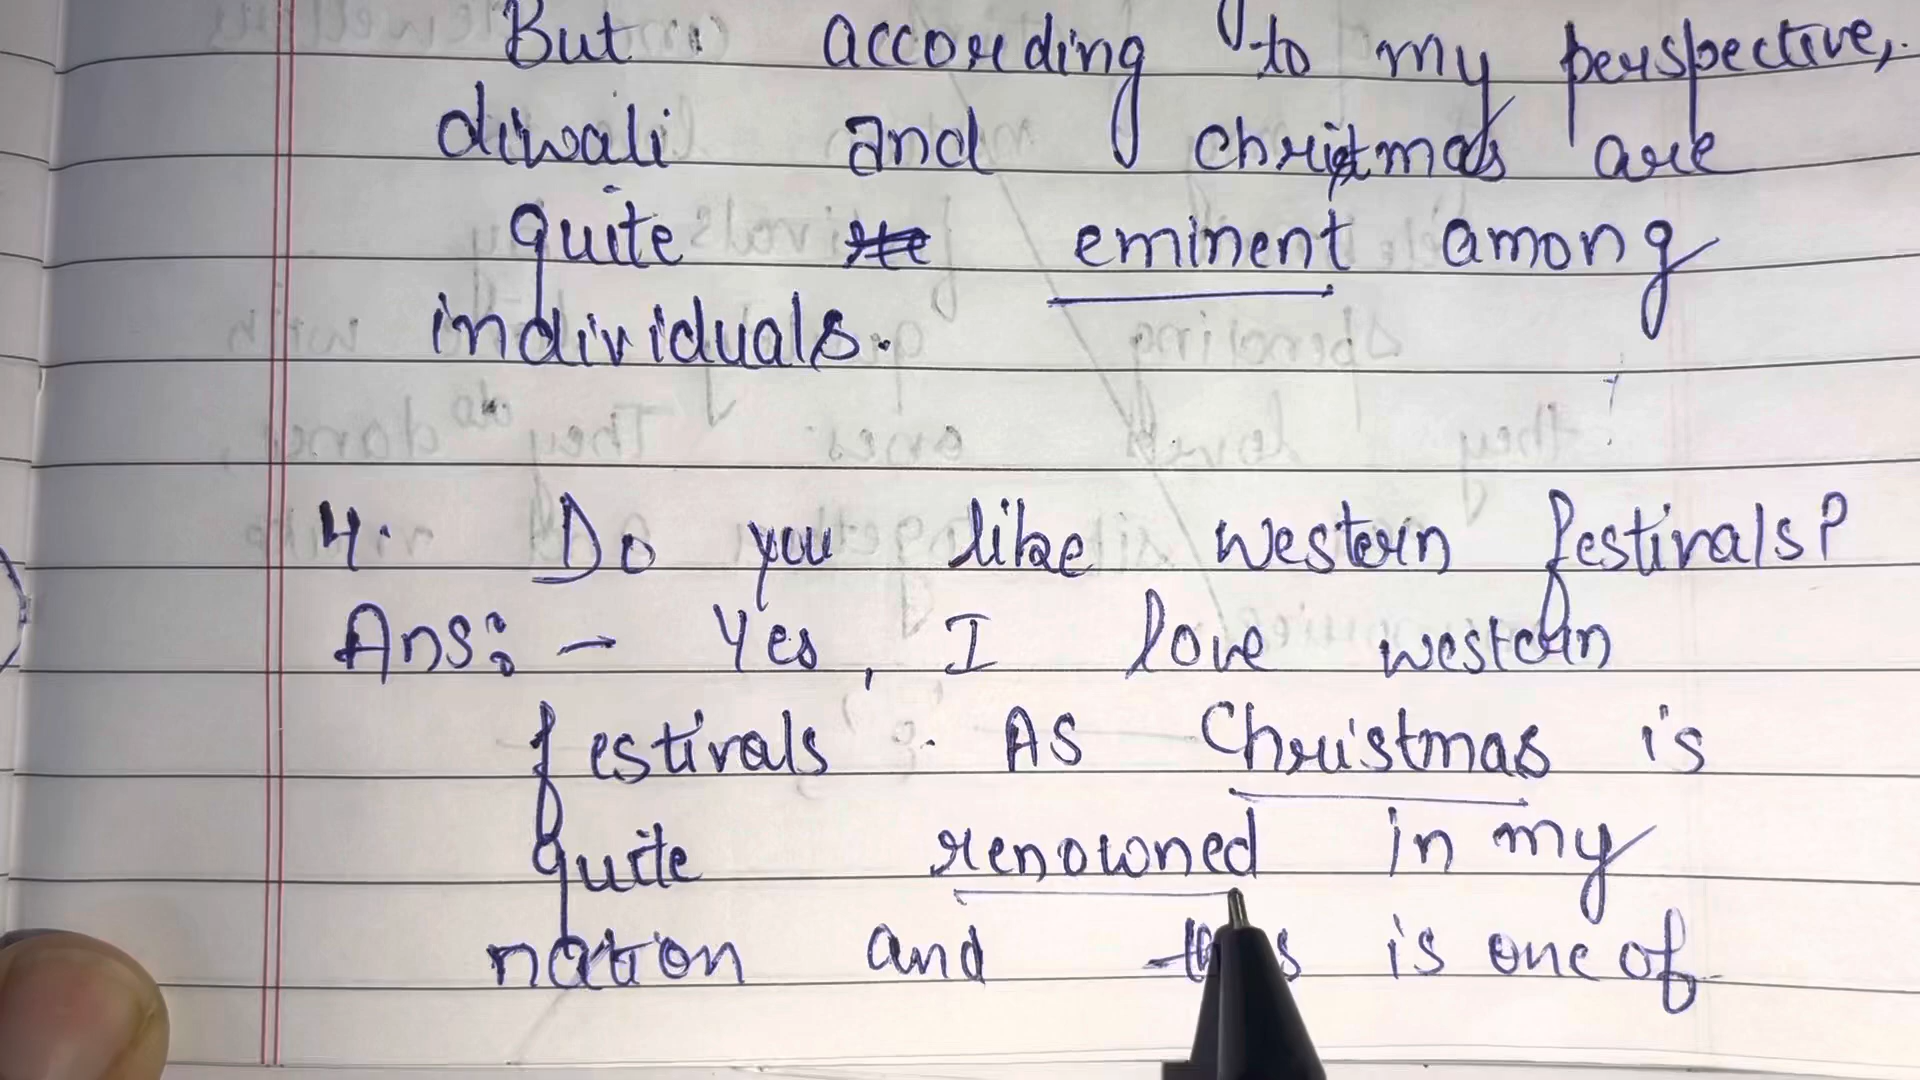 But according to my perspective,
diwali and christmas are
quite eminent among
individuals.
4. Do you like western festivals?
Ans:- Yes, I love western
festivals. As Christmas is
quite renowned in my
nation and is one of